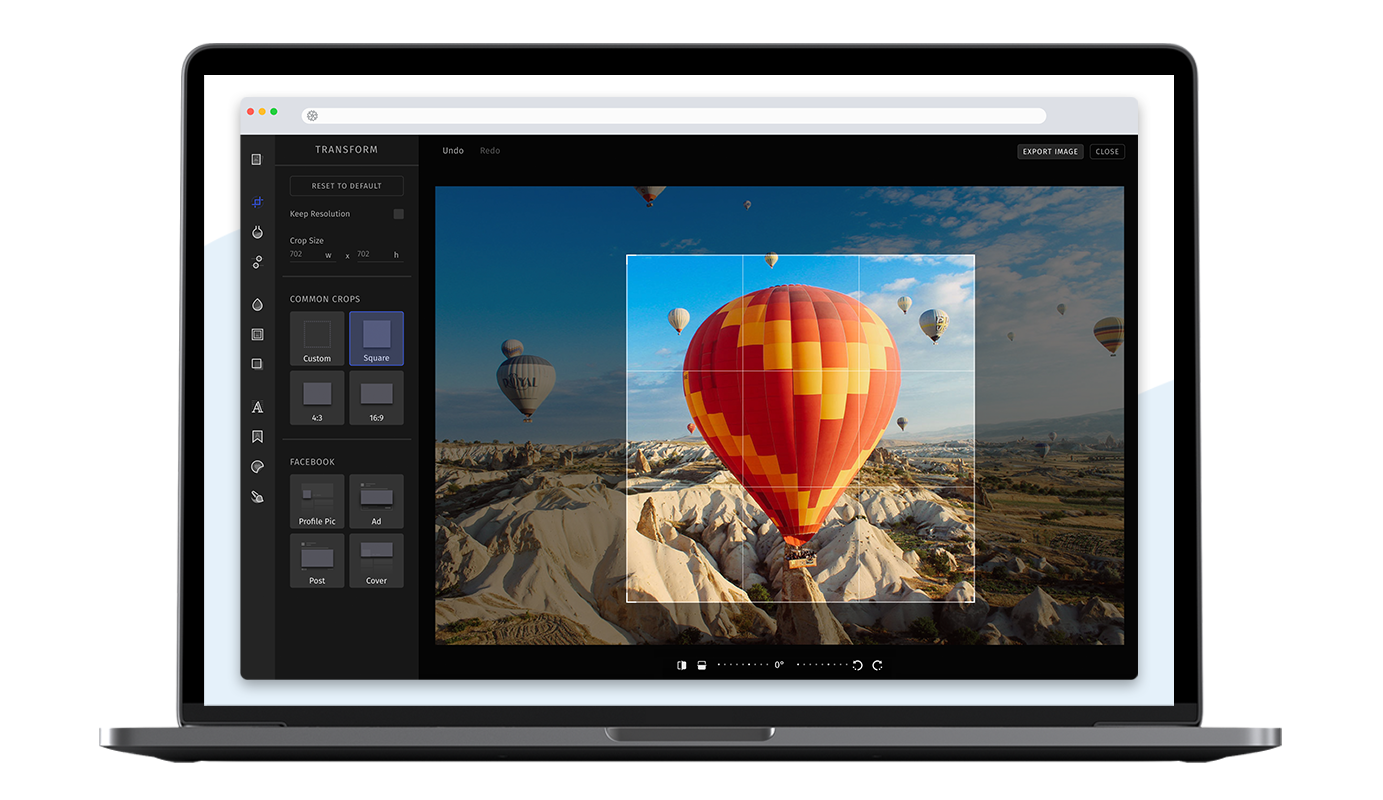 TRANSFORM
Undo Redo
EXPORT IMAGE CLOSE
RESET TO DEFAULT
Keep Resolution
Crop Size
702 w x 702 h
COMMON CROPS
Custom Square
4:3 16:9
FACEBOOK
Profile Pic Ad
Post Cover
0°